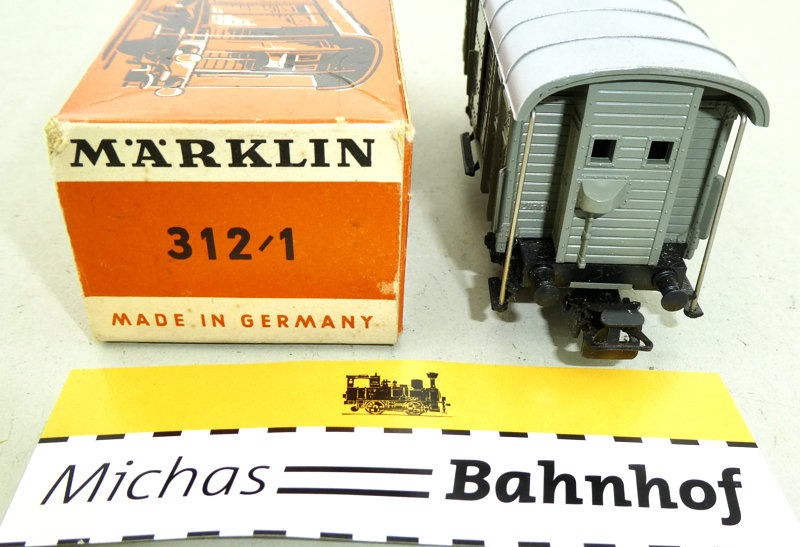 MÄRKLIN
312/1
MADE IN GERMANY
Michas Bahnhof